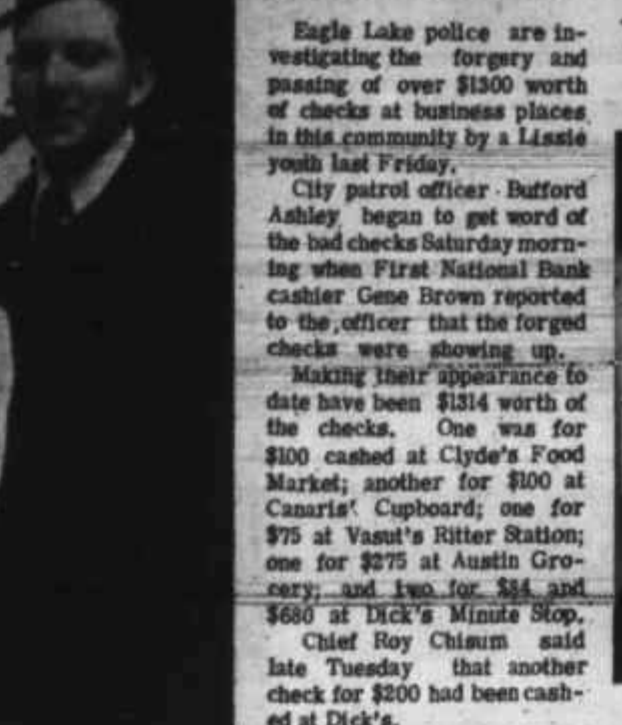 Eagle Lake police are in-
vestigating the forgery and
passing of over $1300 worth
of checks at business places
in this community by a Lissie
youth last Friday.
City patrol officer Bufford
Ashley began to get word of
the bad checks Saturday morn-
ing when First National Bank
cashier Gene Brown reported
to the officer that the forged
checks were showing up.
Making their appearance to
date have been $1314 worth of
the checks. One was for
$100 cashed at Clyde's Food
Market; another for $100 at
Canaris' Cupboard; one for
$75 at Vasut's Ritter Station;
one for $275 at Austin Gro-
cery; and two for $84 and
$680 at Dick's Minute Stop.
Chief Roy Chisum said
late Tuesday that another
check for $200 had been cash-
ed at Dick's.